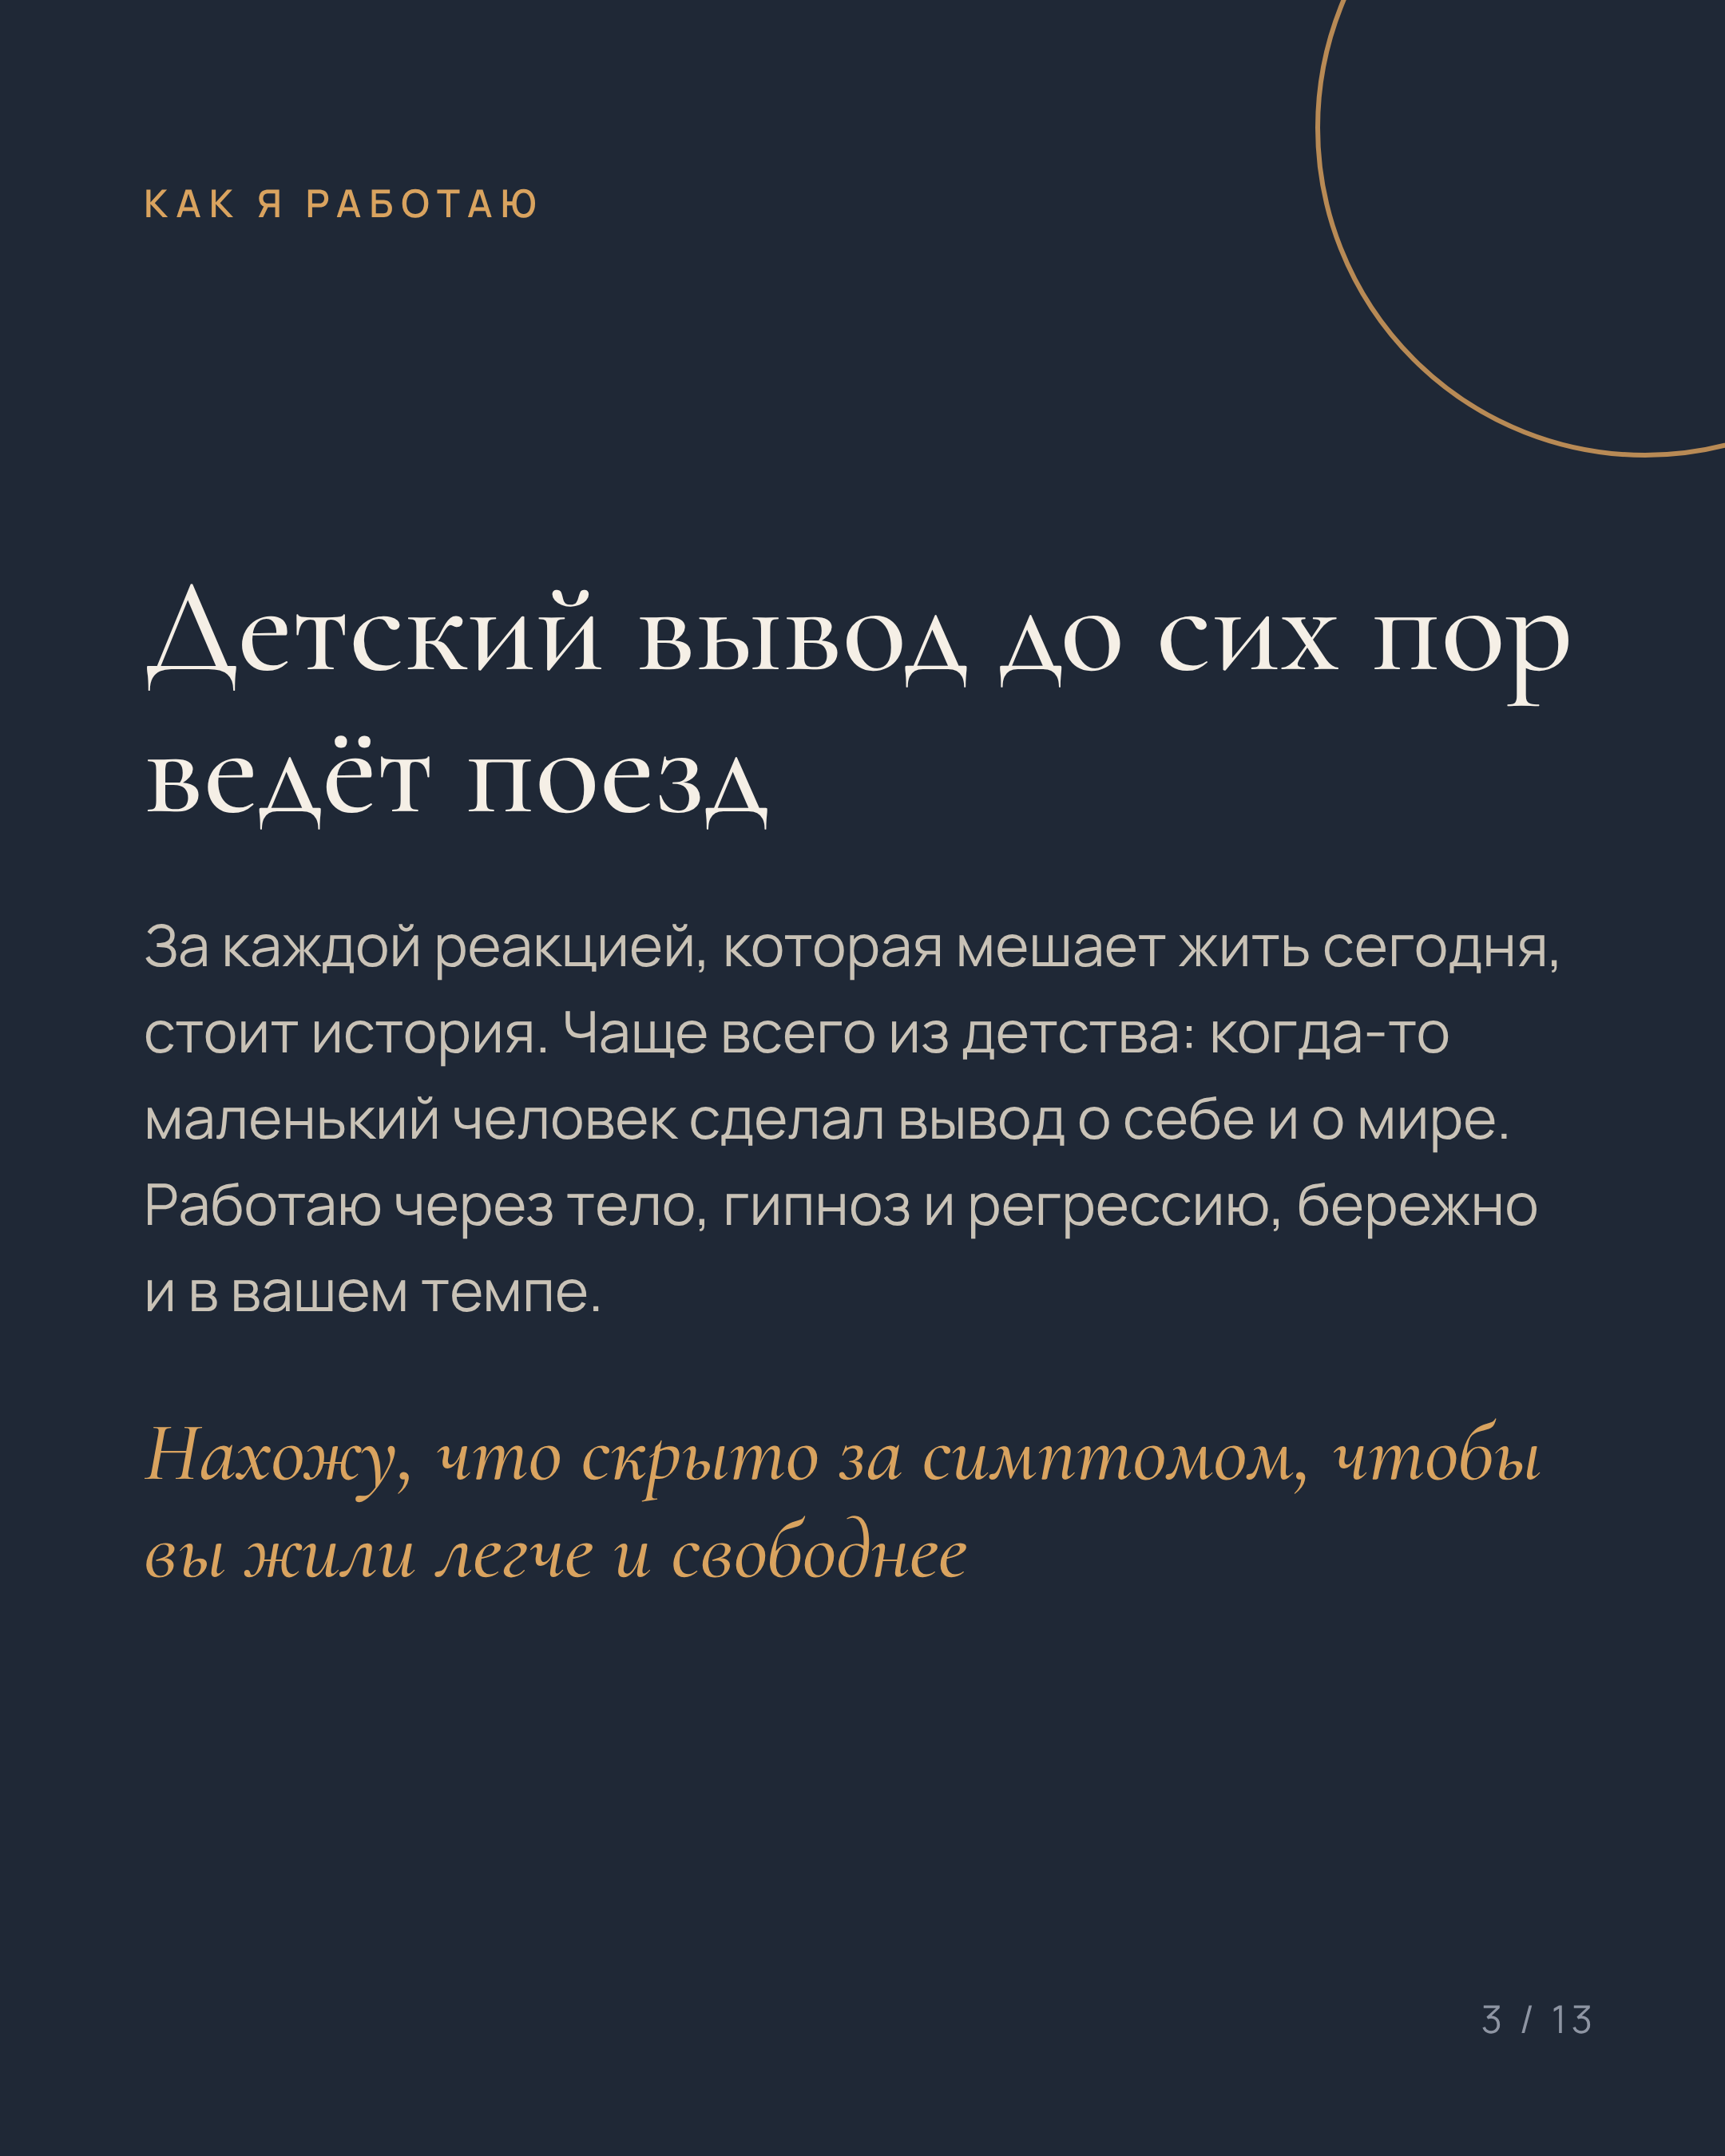 КАК Я РАБОТАЮ
Детский вывод до сих пор
ведёт поезд
За каждой реакцией, которая мешает жить сегодня,
стоит история. Чаще всего из детства: когда-то
маленький человек сделал вывод о себе и о мире.
Работаю через тело, гипноз и регрессию, бережно
и в вашем темпе.
Нахожу, что скрыто за симптомом, чтобы
вы жили легче и свободнее
3 / 13